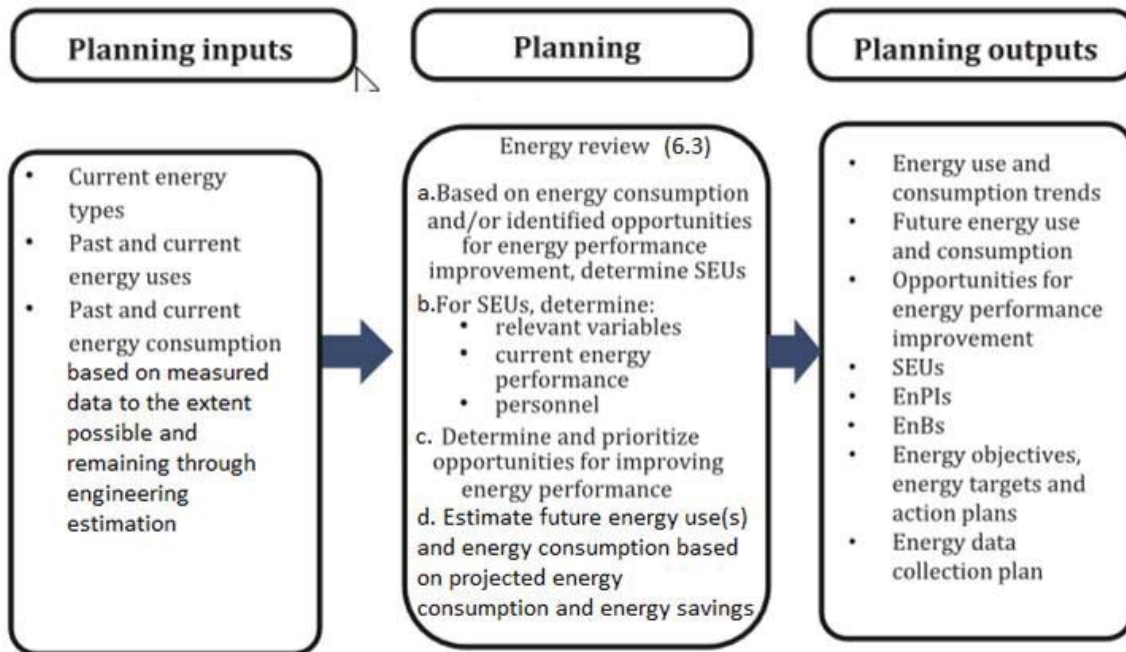 Planning inputs
Planning
Planning outputs
• Current energy
types
• Past and current
energy uses
• Past and current
energy consumption
based on measured
data to the extent
possible and
remaining through
engineering
estimation
Energy review (6.3)
a.Based on energy consumption
and/or identified opportunities
for energy performance
improvement, determine SEUs
b.For SEUs, determine:
• relevant variables
• current energy
performance
• personnel
c. Determine and prioritize
opportunities for improving
energy performance
d. Estimate future energy use(s)
and energy consumption based
on projected energy
consumption and energy savings
• Energy use and
consumption trends
• Future energy use
and consumption
• Opportunities for
energy performance
improvement
• SEUs
• EnPIs
• EnBs
• Energy objectives,
energy targets and
action plans
• Energy data
collection plan